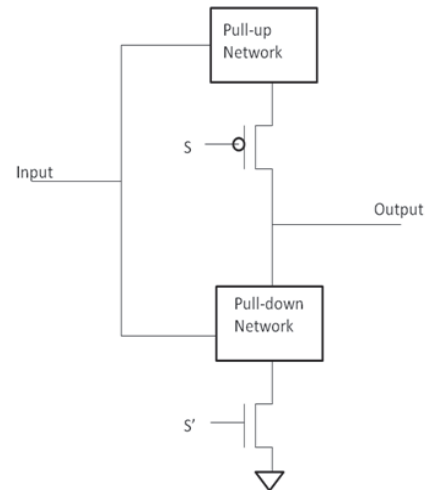 Pull-up
Network
S
Input
Output
Pull-down
Network
S'